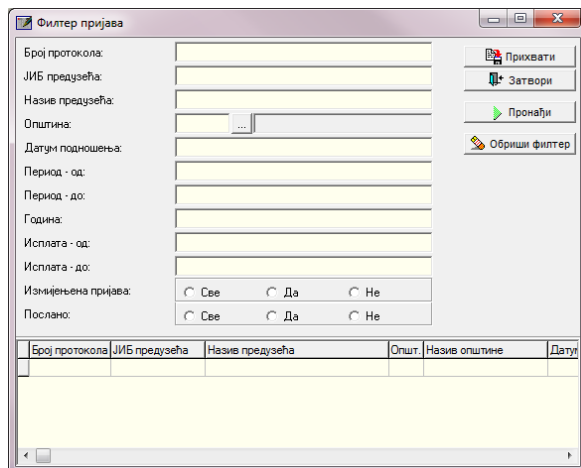 Филтер пријава
Број протокола:
ЈИБ предузећа:
Назив предузећа:
Општина:
...
Датум подношења:
Период - од:
Период - до:
Година:
Исплата - од:
Исплата - до:
Измијењена пријава: Све Да Не
Послано: Све Да Не
Прихвати
Затвори
Пронађи
Обриши филтер
Број протокола ЈИБ предузећа Назив предузећа Општ. Назив општине Датум